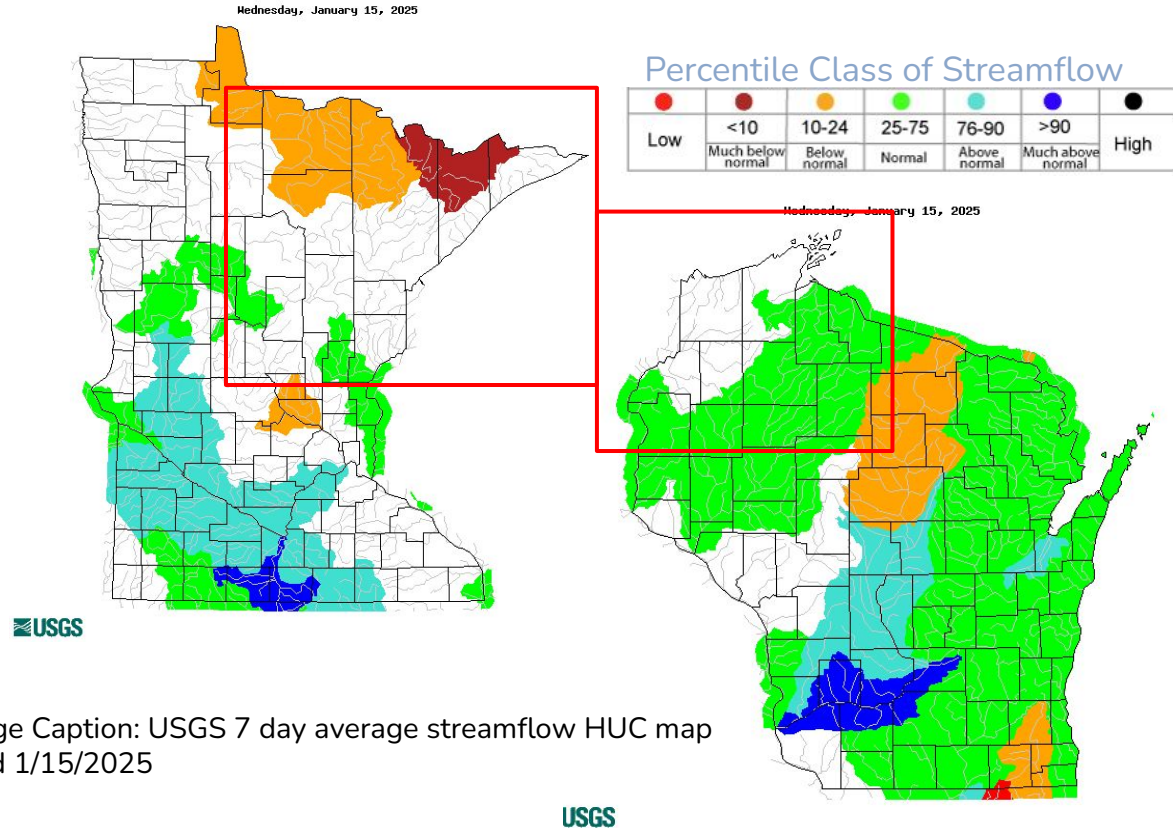 Wednesday, January 15, 2025
Percentile Class of Streamflow
Low
<10
10-24
25-75
76-90
>90
High
Much below normal
Below normal
Normal
Above normal
Much above normal
Wednesday, January 15, 2025
USGS
ge Caption: USGS 7 day average streamflow HUC map
d 1/15/2025
USGS